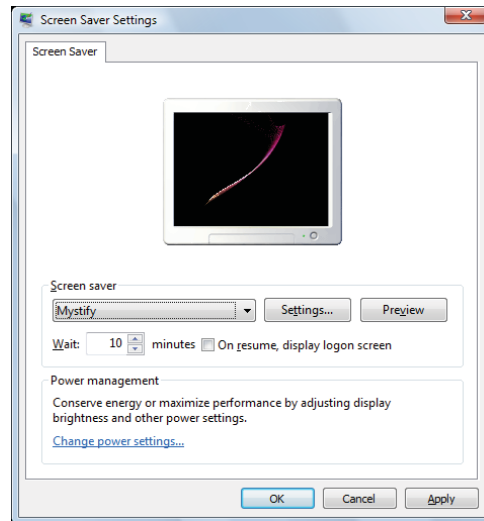 Screen Saver Settings
Screen Saver
Screen saver
Mystify
Settings...
Preview
Wait: 10 minutes On resume, display logon screen
Power management
Conserve energy or maximize performance by adjusting display
brightness and other power settings.
Change power settings...
OK Cancel Apply